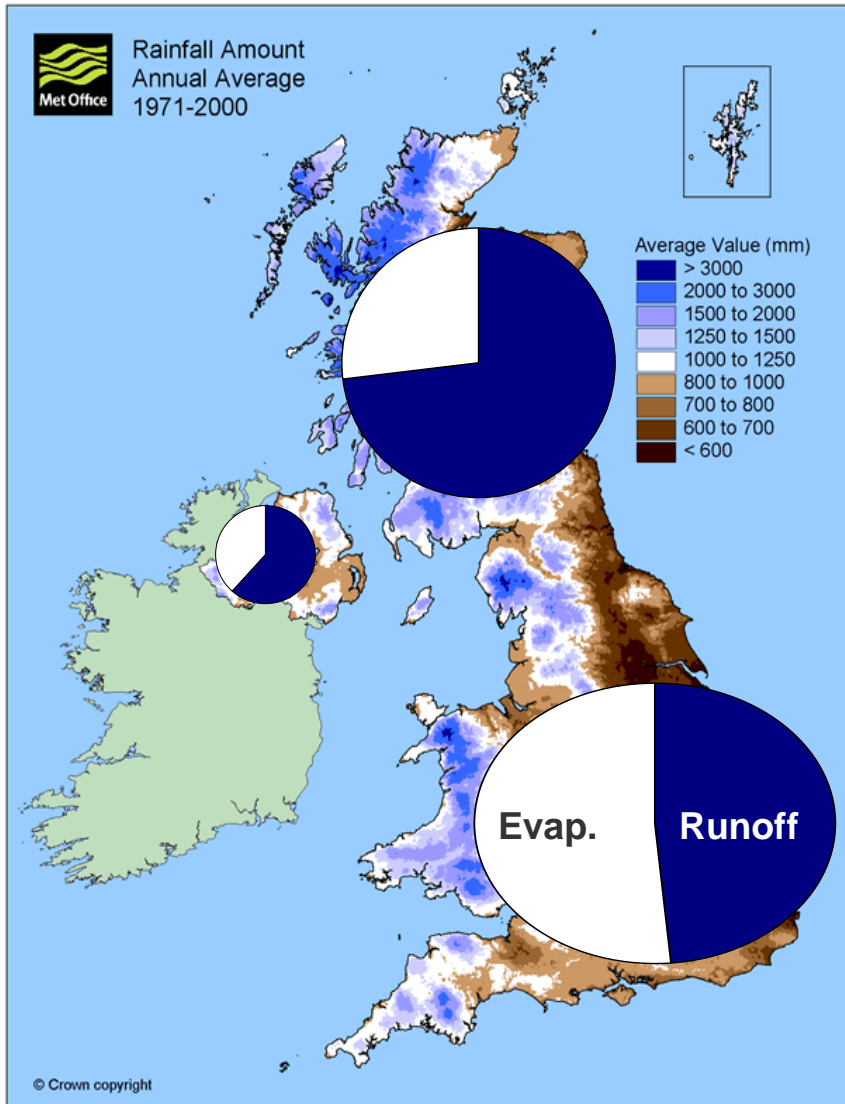 Rainfall Amount
Annual Average
1971-2000
Met Office
Average Value (mm)
> 3000
2000 to 3000
1500 to 2000
1250 to 1500
1000 to 1250
800 to 1000
700 to 800
600 to 700
< 600
Evap.
Runoff
© Crown copyright